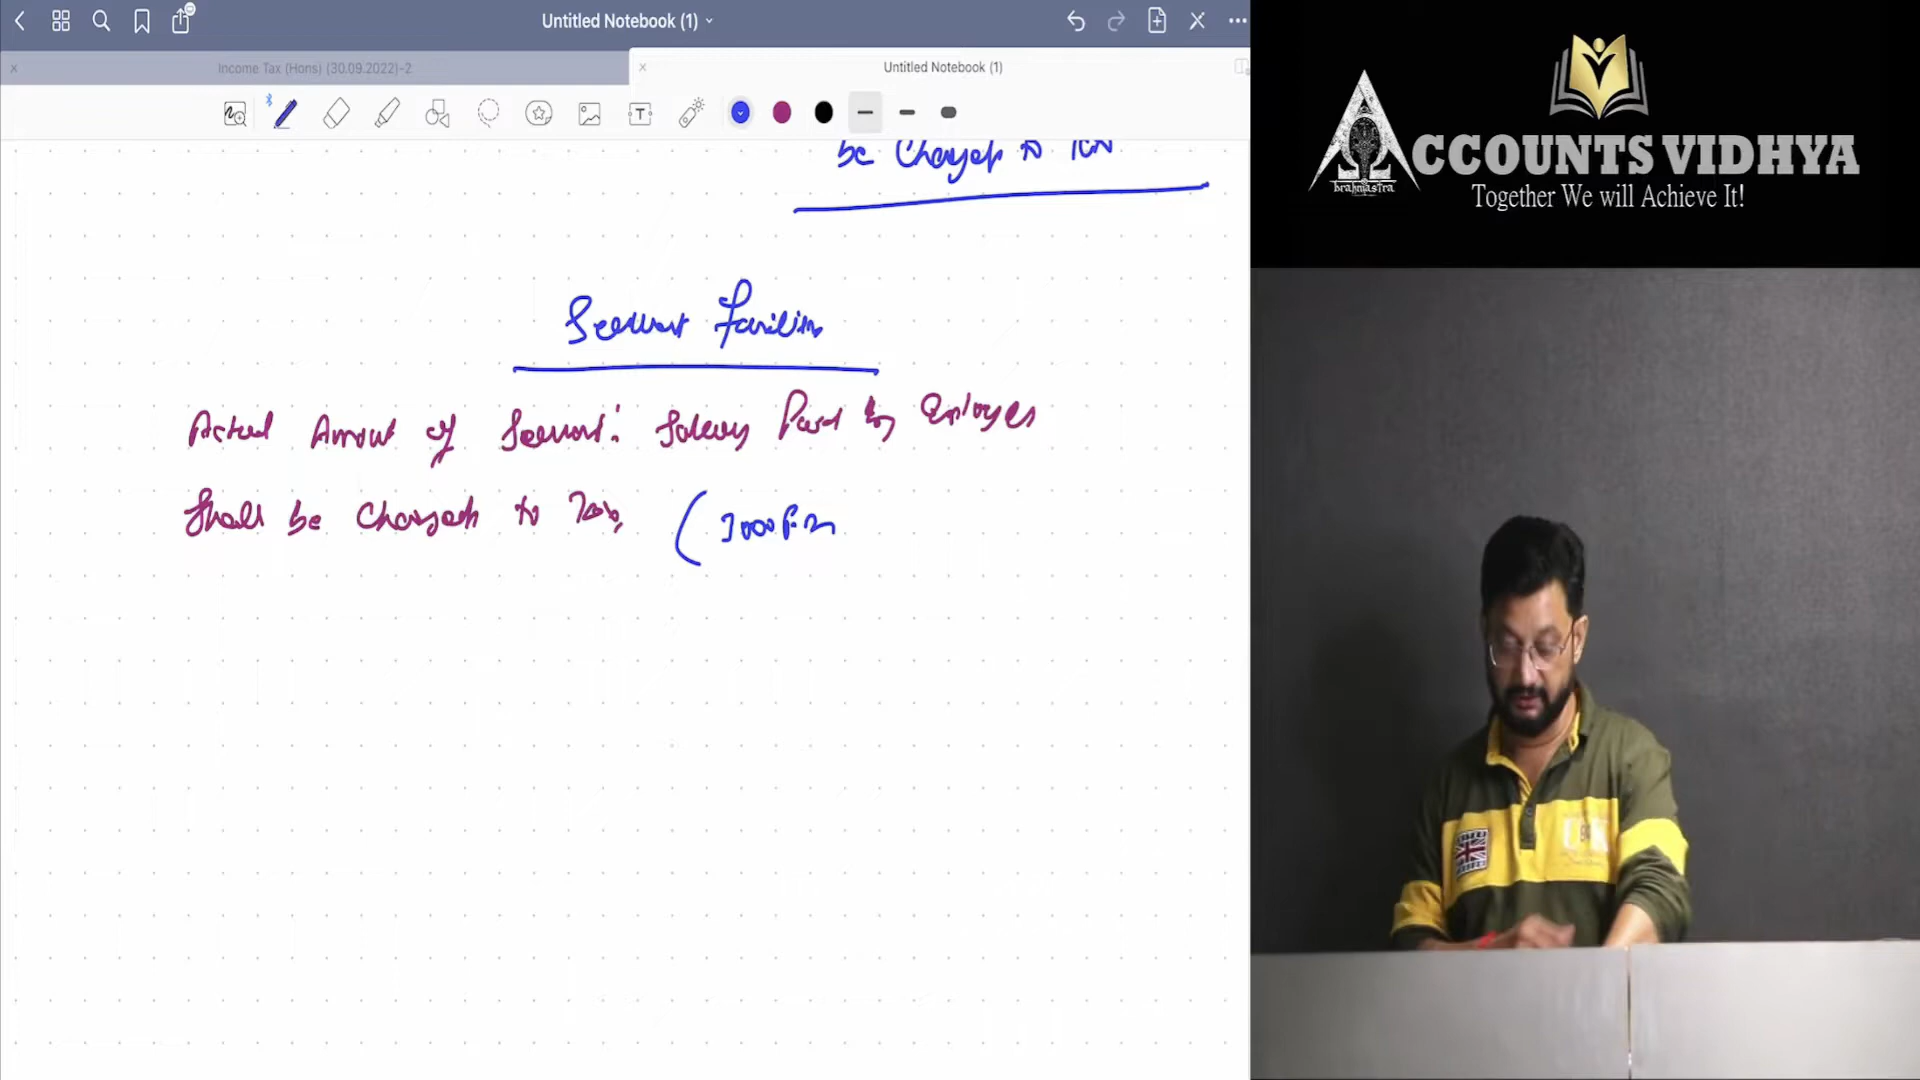 Untitled Notebook (1)
Income Tax (Hons) (30.09.2022)-2
Untitled Notebook (1)
be Charged to Tax
Servant Facilities
Actual Amount of Servant's Salary Paid by Employer
Shall be Charged to Tax, (3000 P.m
ACCOUNTS VIDHYA
brahmastra
Together We will Achieve It!